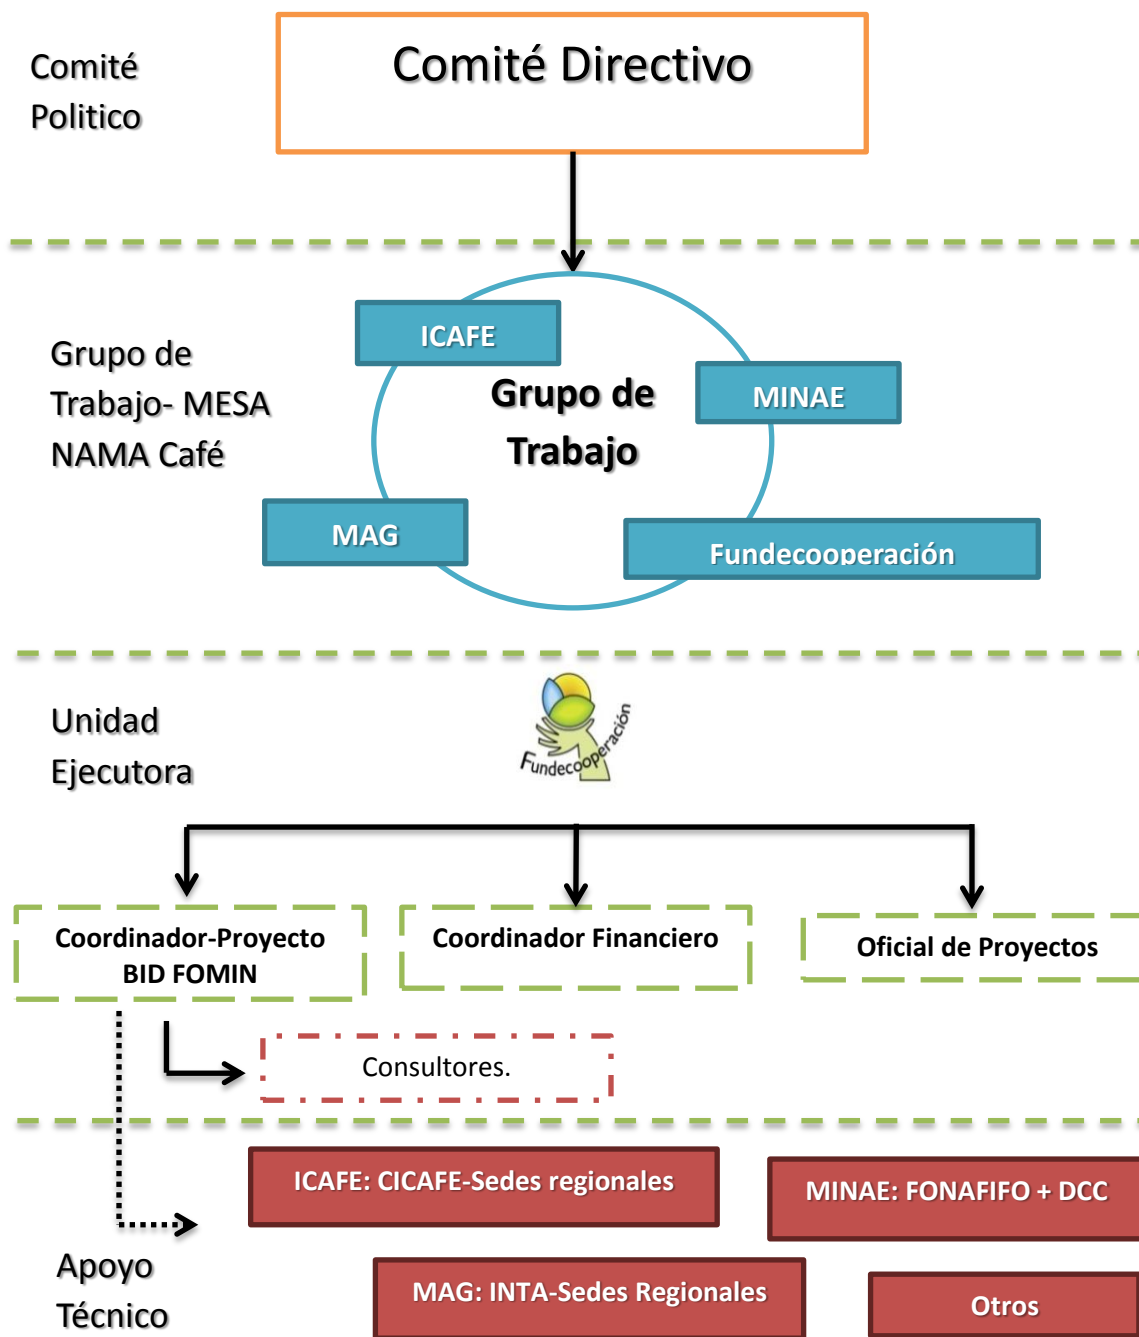 Comité
Politico
Comité Directivo
Grupo de
Trabajo- MESA
NAMA Café
ICAFE
MINAE
Grupo de
Trabajo
MAG
Fundecooperación
Unidad
Ejecutora
Fundecooperación
Coordinador-Proyecto
BID FOMIN
Coordinador Financiero
Oficial de Proyectos
Consultores.
Apoyo
Técnico
ICAFE: CICAFE-Sedes regionales
MINAE: FONAFIFO + DCC
MAG: INTA-Sedes Regionales
Otros